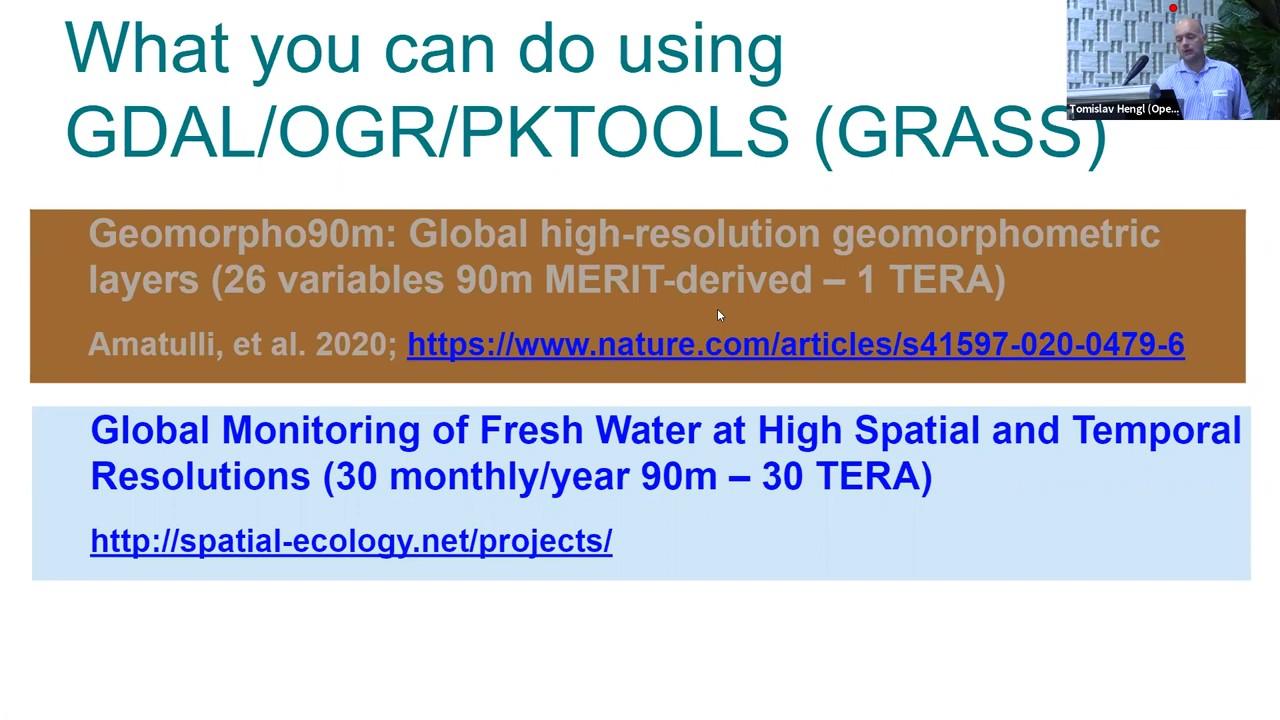 What you can do using
GDAL/OGR/PKTOOLS (GRASS)
Tomislav Hengl (Ope...
Geomorpho90m: Global high-resolution geomorphometric
layers (26 variables 90m MERIT-derived – 1 TERA)
Amatulli, et al. 2020; https://www.nature.com/articles/s41597-020-0479-6
Global Monitoring of Fresh Water at High Spatial and Temporal
Resolutions (30 monthly/year 90m – 30 TERA)
http://spatial-ecology.net/projects/